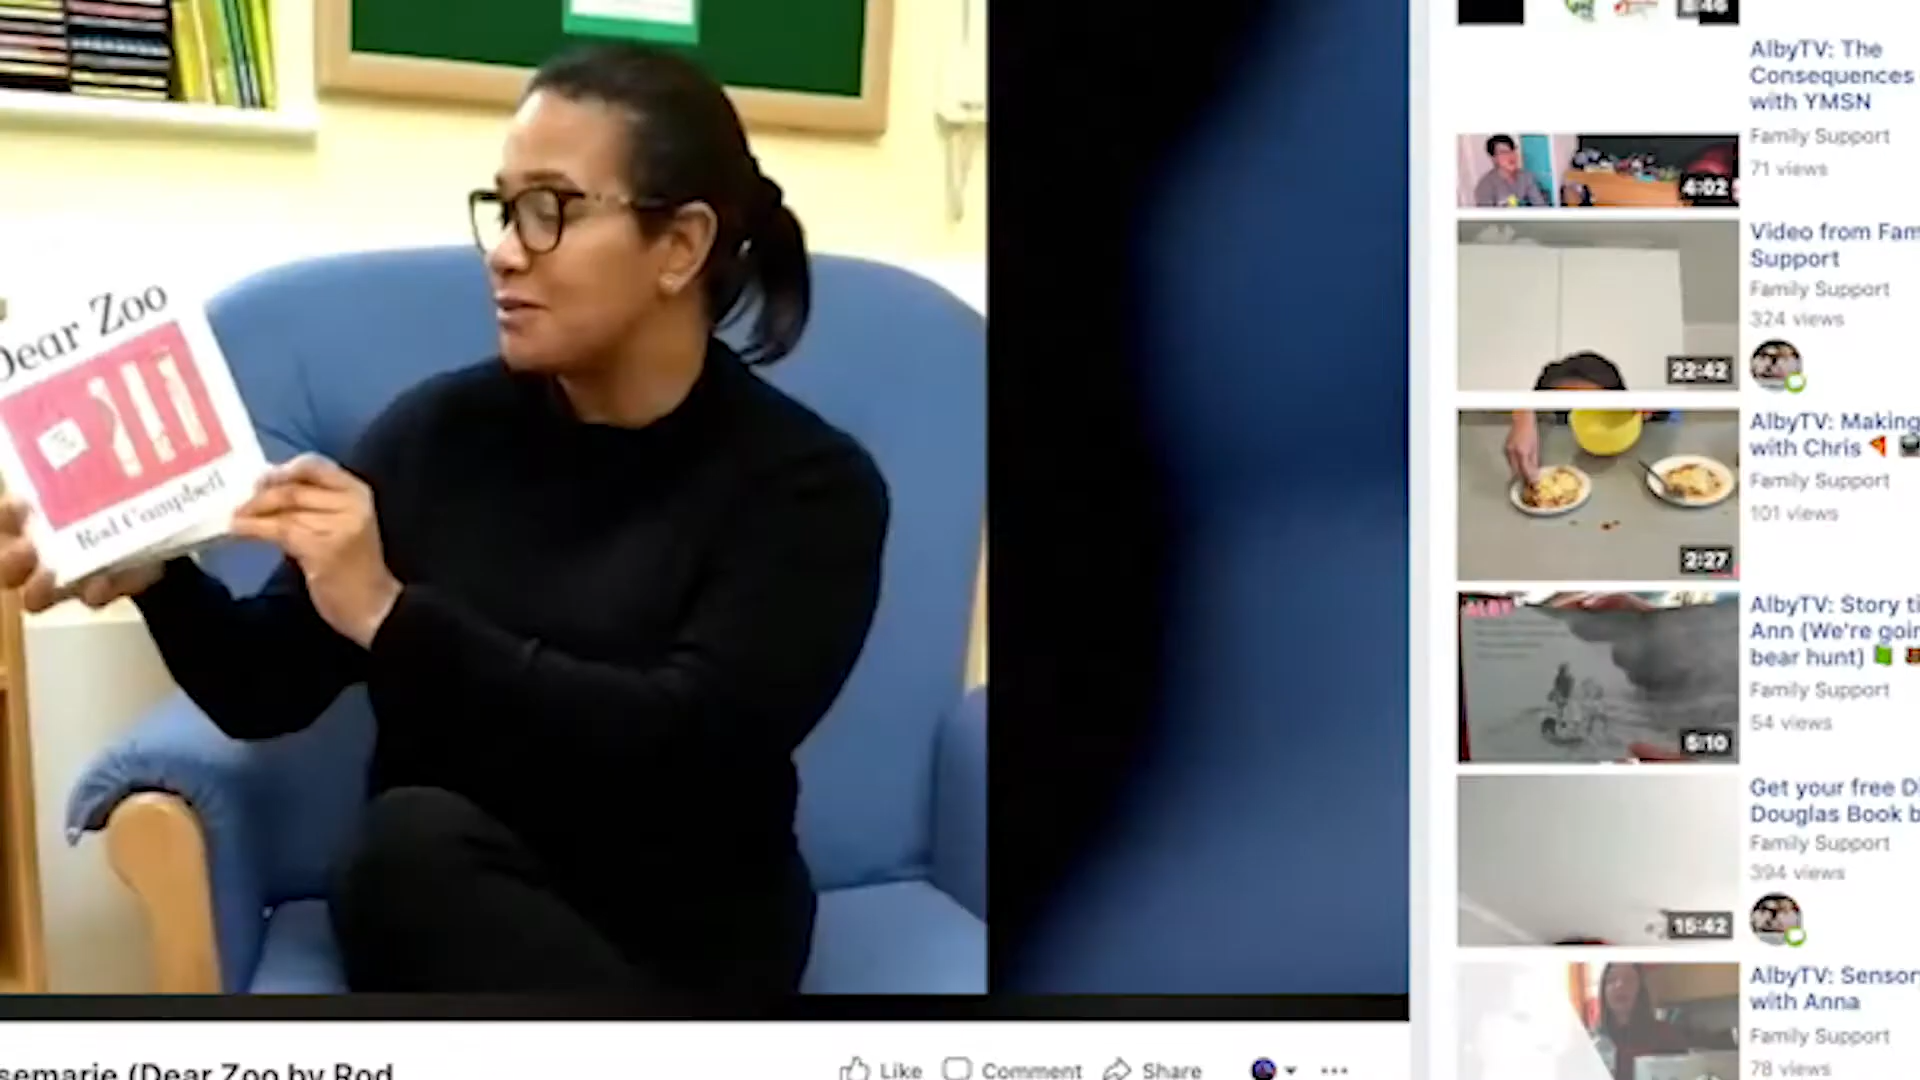 Dear Zoo
Rod Campbell
semarie (Dear Zoo by Rod
Like Comment Share
8:46
AlbyTV: The
Consequences
with YMSN
Family Support
71 views
4:02
Video from Fam
Support
Family Support
324 views
22:42
AlbyTV: Making
with Chris
Family Support
101 views
2:27
AlbyTV: Story ti
Ann (We're goin
bear hunt)
Family Support
54 views
ALBY
5:10
Get your free D
Douglas Book b
Family Support
394 views
15:42
AlbyTV: Sensory
with Anna
Family Support
78 views